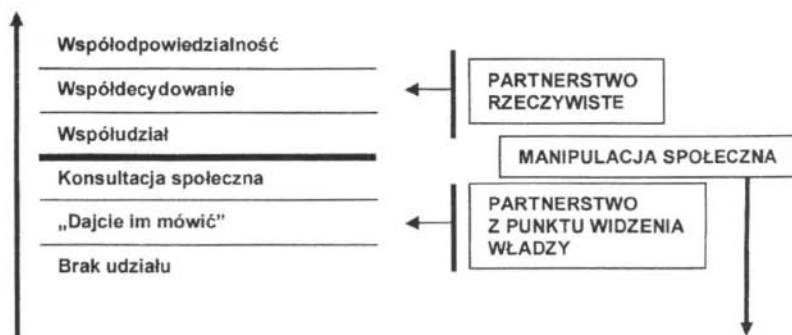 Współodpowiedzialność
Współdecydowanie
Współudział
Konsultacja społeczna
„Dajcie im mówić”
Brak udziału
PARTNERSTWO
RZECZYWISTE
MANIPULACJA SPOŁECZNA
PARTNERSTWO
Z PUNKTU WIDZENIA
WŁADZY